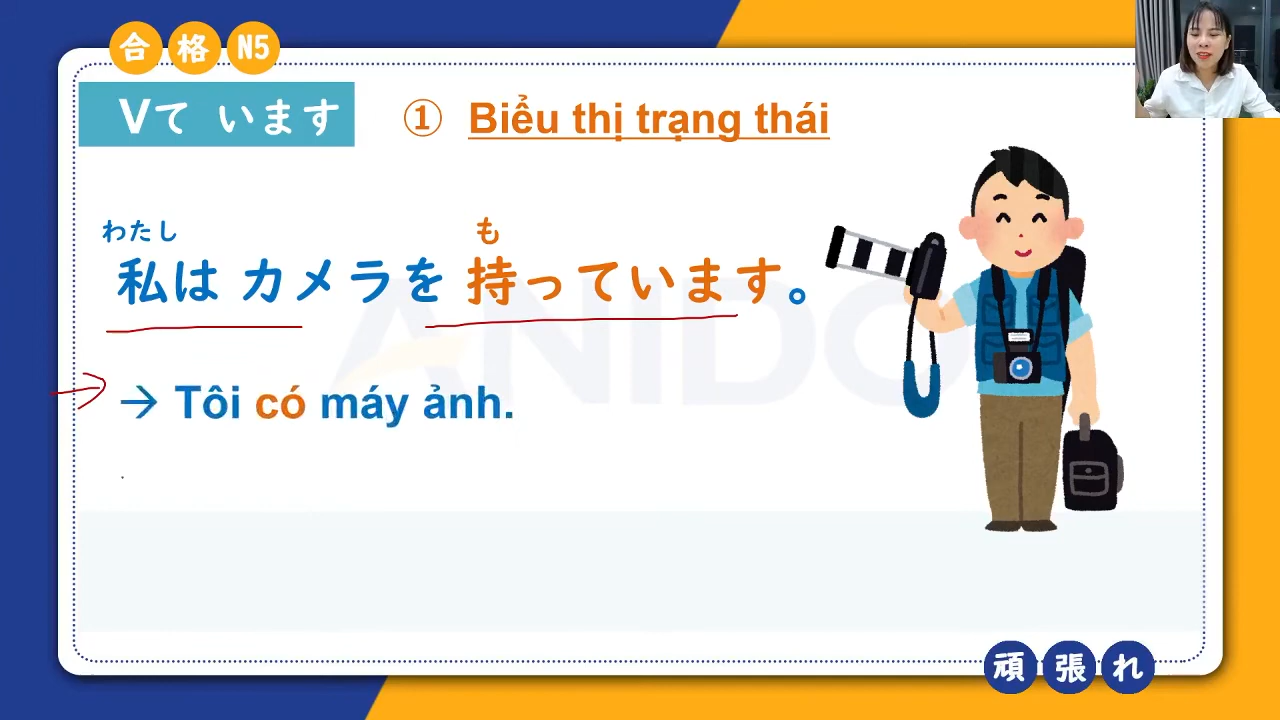 合格N5
Vて います ① Biểu thị trạng thái
わたし も
私は カメラを 持っています。
→ Tôi có máy ảnh.
ANIDO
頑張れ